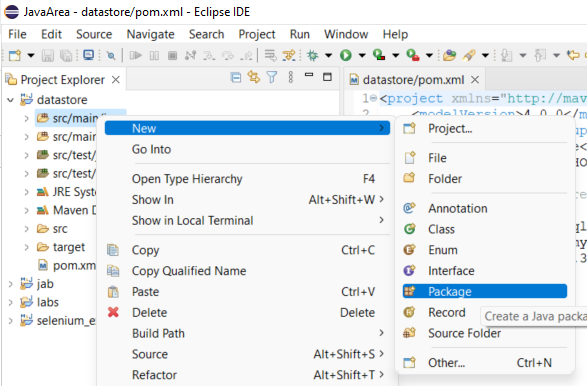 JavaArea - datastore/pom.xml - Eclipse IDE
File Edit Source Navigate Search Project Run Window Help
Project Explorer
datastore/pom.xml
datastore
src/main/
src/main
src/test/
src/test/
JRE Syste
Maven D
src
target
pom.xm
jab
labs
selenium_e
1 <project xmlns="http://mav
2 <modelVersion>4.0.0</m
New
Go Into
Open Type Hierarchy F4
Show In Alt+Shift+W >
Show in Local Terminal >
Copy Ctrl+C
Copy Qualified Name
Paste Ctrl+V
Delete Delete
Build Path >
Source Alt+Shift+S >
Refactor Alt+Shift+T >
Project...
File
Folder
Annotation
Class
Enum
Interface
Package
Record
Create a Java packa
Source Folder
Other... Ctrl+N